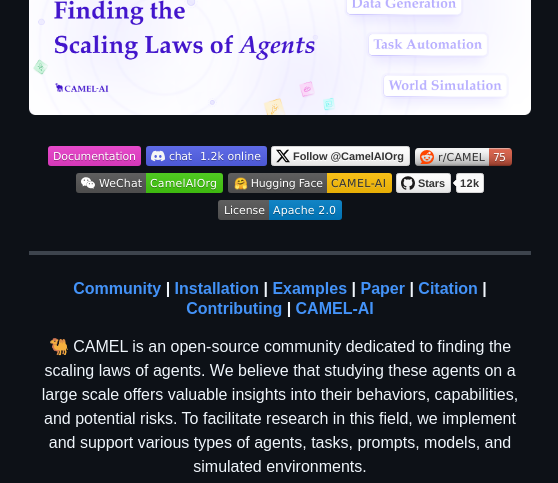 Finding the
Data Generation
Scaling Laws of Agents
Task Automation
World Simulation
CAMEL-AI
Documentation
chat 1.2k online
Follow @CamelAIOrg
r/CAMEL 75
WeChat CamelAIOrg
Hugging Face CAMEL-AI
Stars 12k
License Apache 2.0
Community | Installation | Examples | Paper | Citation |
Contributing | CAMEL-AI
🐫 CAMEL is an open-source community dedicated to finding the
scaling laws of agents. We believe that studying these agents on a
large scale offers valuable insights into their behaviors, capabilities,
and potential risks. To facilitate research in this field, we implement
and support various types of agents, tasks, prompts, models, and
simulated environments.